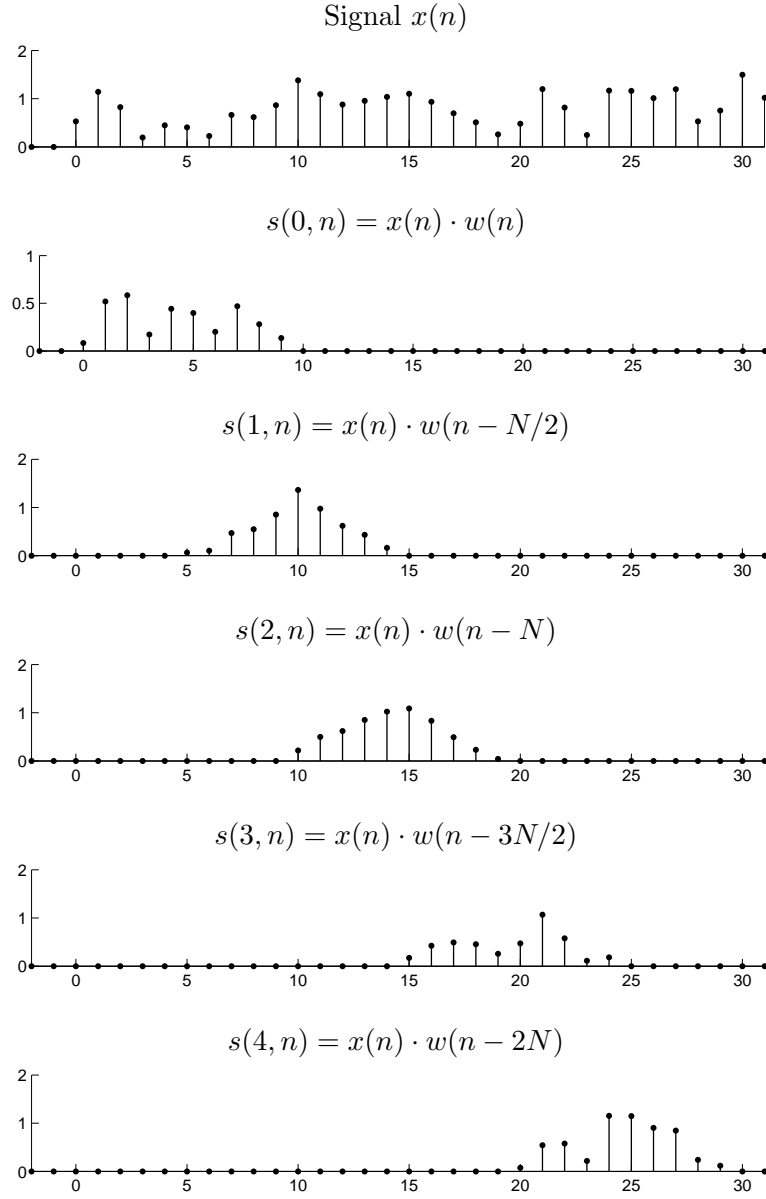 Signal x(n)
2
1
0
0 5 10 15 20 25 30
s(0, n) = x(n) · w(n)
1
0.5
0
0 5 10 15 20 25 30
s(1, n) = x(n) · w(n − N/2)
2
1
0
0 5 10 15 20 25 30
s(2, n) = x(n) · w(n − N)
2
1
0
0 5 10 15 20 25 30
s(3, n) = x(n) · w(n − 3N/2)
2
1
0
0 5 10 15 20 25 30
s(4, n) = x(n) · w(n − 2N)
2
1
0
0 5 10 15 20 25 30